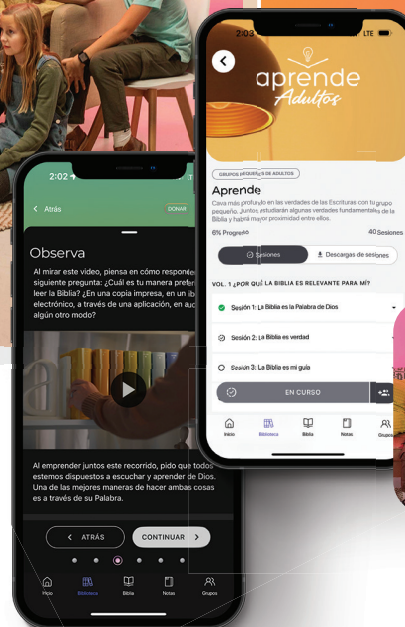 2:03
LTE
aprende
Adultos
GRUPOS PEQUEÑOS DE ADULTOS
Aprende
Cava más profundo en las verdades de las Escrituras con tu grupo
pequeño. Juntos, estudiarán algunas verdades fundamentales de la
Biblia y habrá mayor proximidad entre ellos.
6% Progreso
40 Sesiones
Sesiones
Descargas de sesiones
VOL. 1 ¿POR QUÉ LA BIBLIA ES RELEVANTE PARA MÍ?
Sesión 1: La Biblia es la Palabra de Dios
Sesión 2: La Biblia es verdad
Sesión 3: La Biblia es mi guía
EN CURSO
Inicio
Biblioteca
Biblia
Notas
Grupos
2:02
Atrás
DONAR
Observa
Al mirar este video, piensa en cómo responder
siguiente pregunta: ¿Cuál es tu manera prefer
leer la Biblia? ¿En una copia impresa, en un lib
electrónico, a través de una aplicación, en aud
algún otro modo?
Al emprender juntos este recorrido, pido que todos
estemos dispuestos a escuchar y aprender de Dios.
Una de las mejores maneras de hacer ambas cosas
es a través de su Palabra.
ATRÁS
CONTINUAR
Inicio
Biblioteca
Biblia
Notas
Grupos